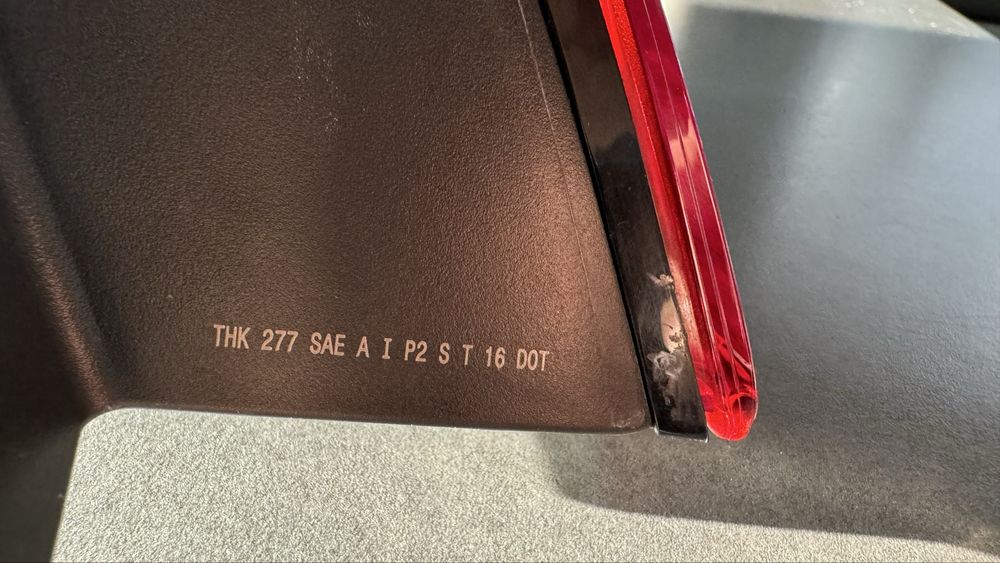 THK 277 SAE A I P2 S T 16 DOT